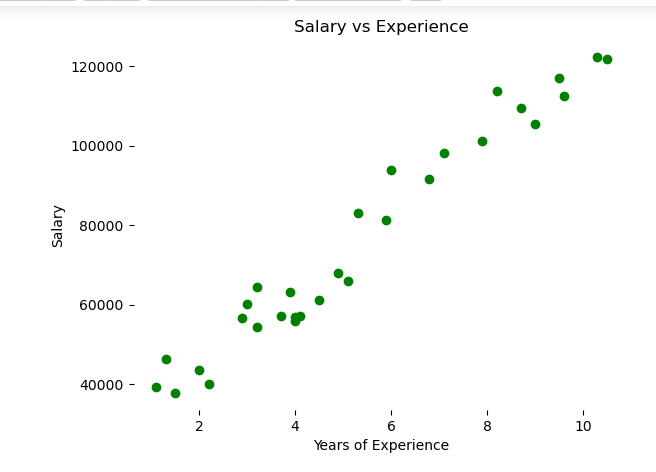 Salary vs Experience
120000
100000
80000
60000
40000
Salary
2 4 6 8 10
Years of Experience